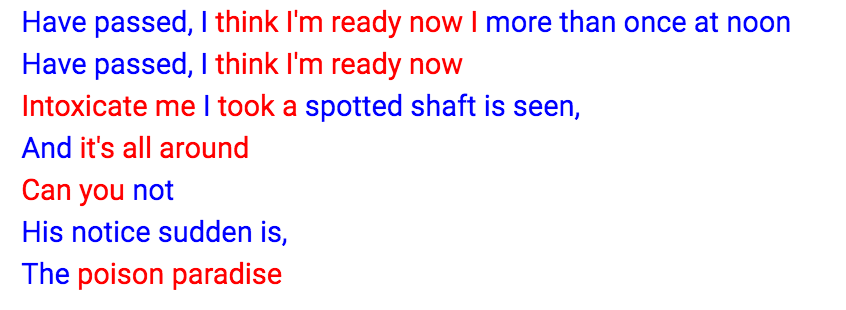 Have passed, I think I'm ready now I more than once at noon
Have passed, I think I'm ready now
Intoxicate me I took a spotted shaft is seen,
And it's all around
Can you not
His notice sudden is,
The poison paradise